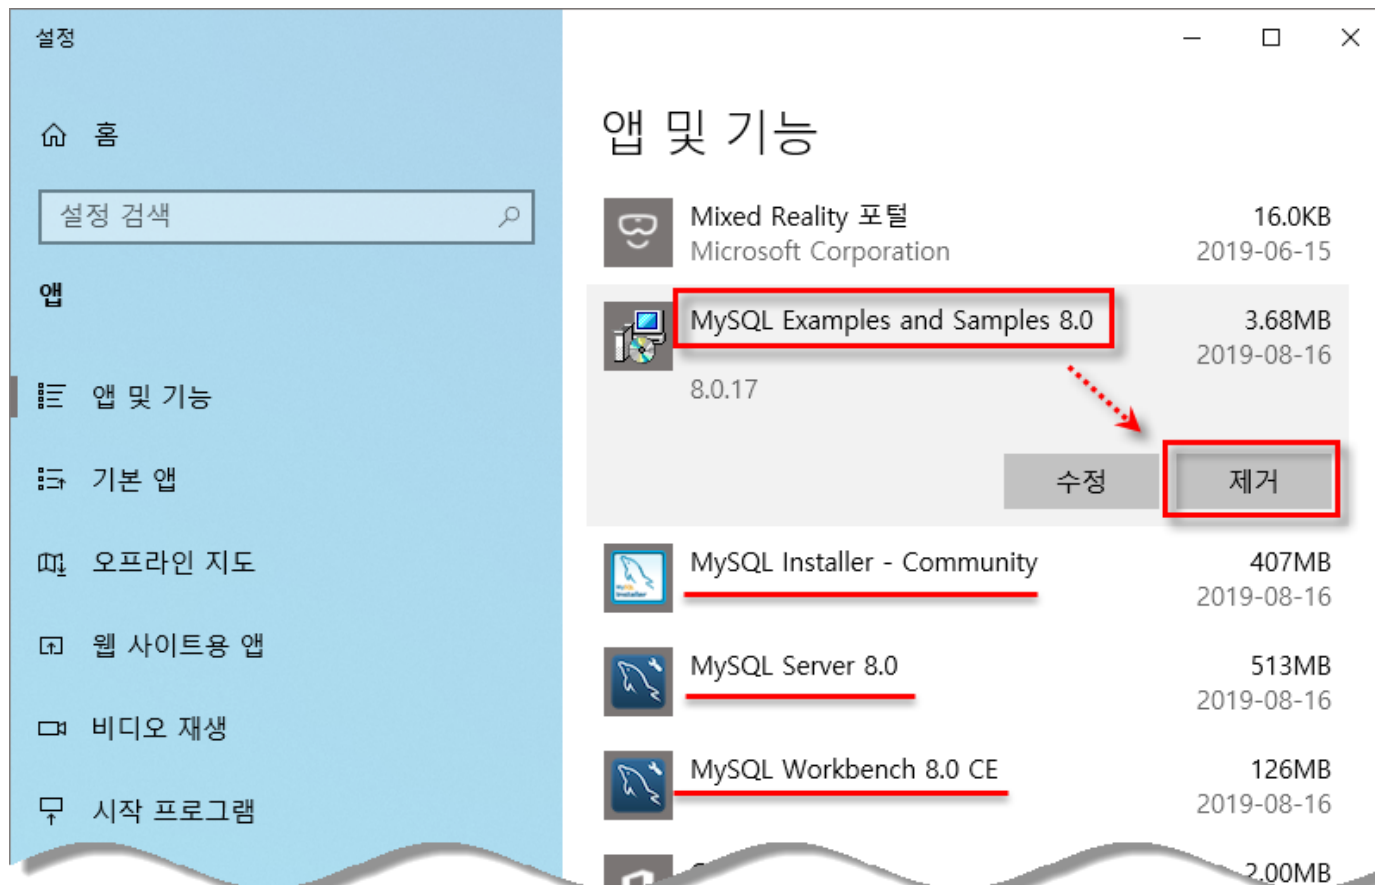 설정
홈
설정 검색
앱
앱 및 기능
기본 앱
오프라인 지도
웹 사이트용 앱
비디오 재생
시작 프로그램
앱 및 기능
Mixed Reality 포털 16.0KB
Microsoft Corporation 2019-06-15
MySQL Examples and Samples 8.0 3.68MB
2019-08-16
8.0.17
수정 제거
MySQL Installer - Community 407MB
2019-08-16
MySQL Server 8.0 513MB
2019-08-16
MySQL Workbench 8.0 CE 126MB
2019-08-16
2.00MB